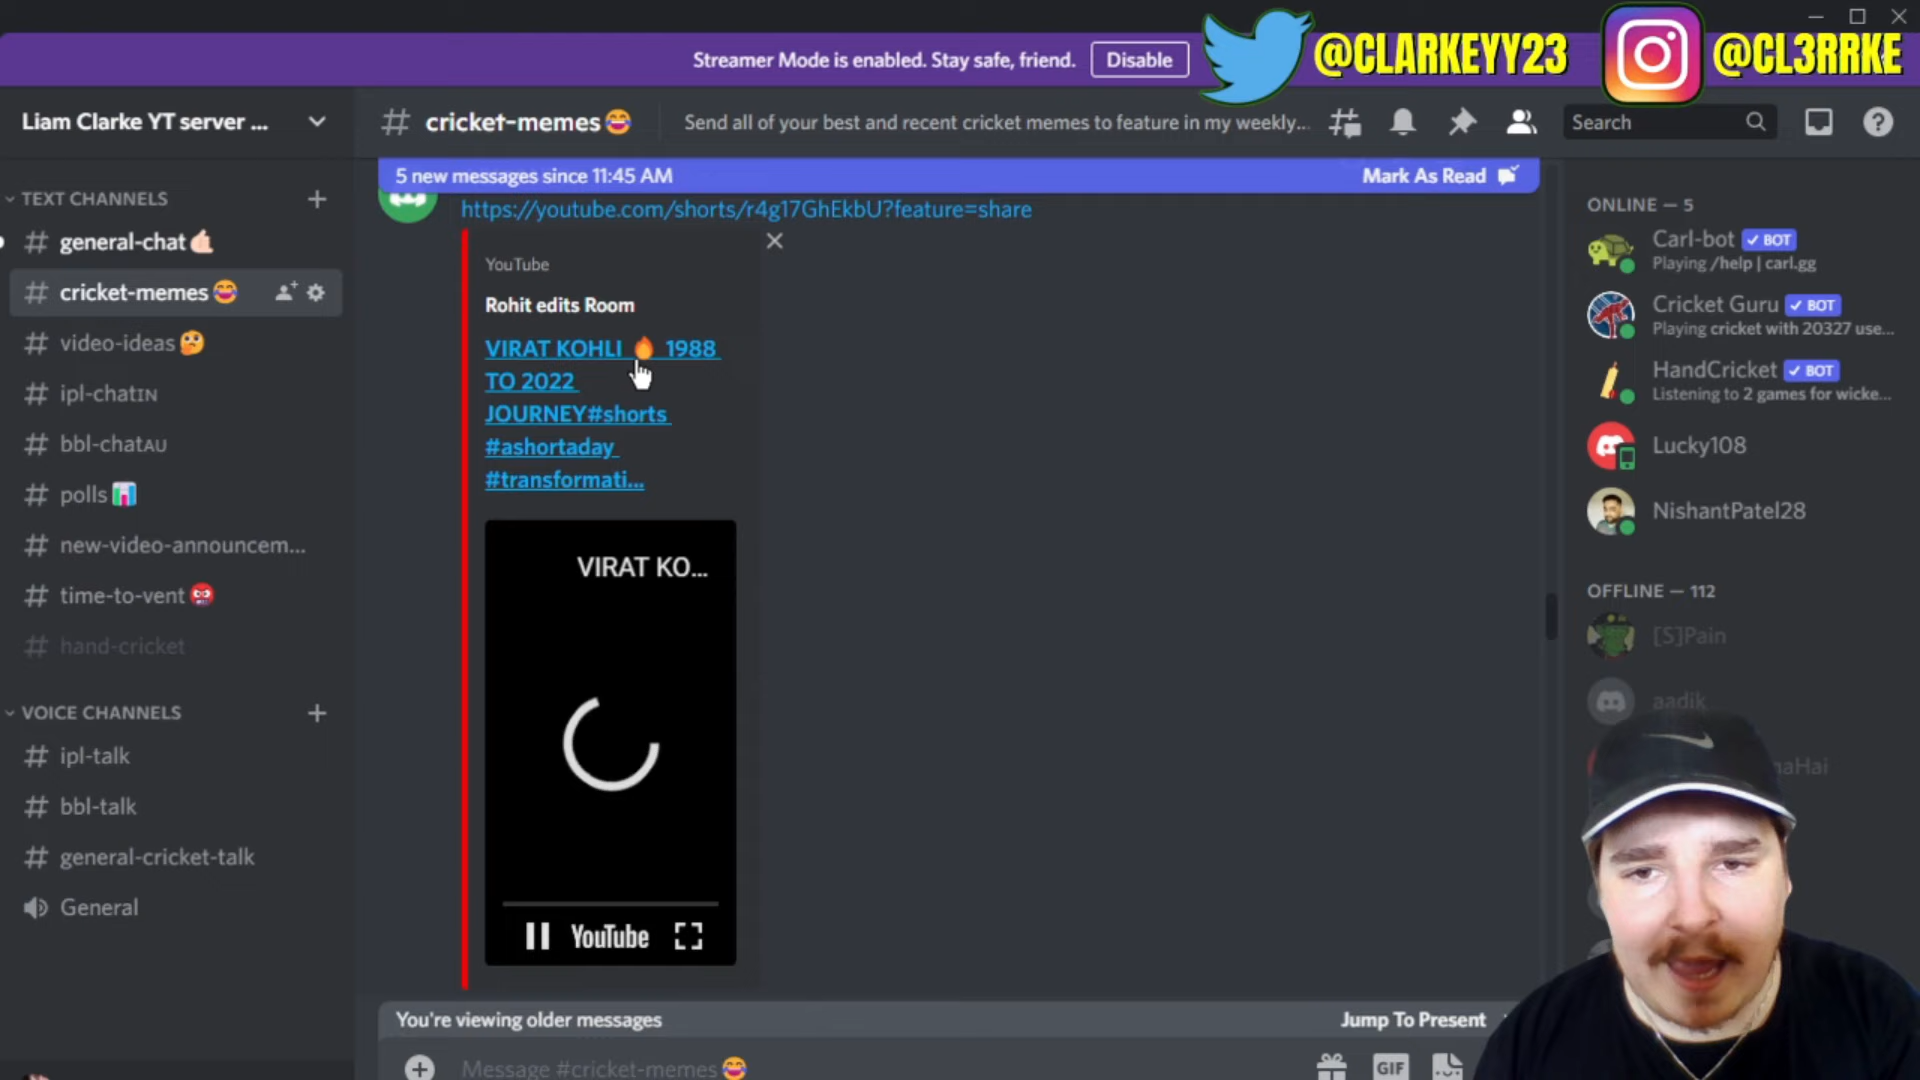 @CLARKEYY23
@CL3RRKE
Streamer Mode is enabled. Stay safe, friend.
Disable
Liam Clarke YT server ...
cricket-memes😂
Send all of your best and recent cricket memes to feature in my weekly...
Search
5 new messages since 11:45 AM
Mark As Read
TEXT CHANNELS
general-chat🤙🏻
cricket-memes😂
video-ideas🤔
ipl-chatIN
bbl-chatAU
polls📊
new-video-announcem...
time-to-vent👹
hand-cricket
VOICE CHANNELS
ipl-talk
bbl-talk
general-cricket-talk
General
https://youtube.com/shorts/r4g17GhEkbU?feature=share
YouTube
Rohit edits Room
VIRAT KOHLI 🔥 1988
TO 2022
JOURNEY#shorts
#ashortaday
#transformati...
VIRAT KO...
YouTube
You're viewing older messages
Jump To Present
Message #cricket-memes😂
GIF
ONLINE — 5
Carl-bot ✓ BOT
Playing /help | carl.gg
Cricket Guru ✓ BOT
Playing cricket with 20327 use...
HandCricket ✓ BOT
Listening to 2 games for wicke...
Lucky108
NishantPatel28
OFFLINE — 112
[S]Pain
aadik